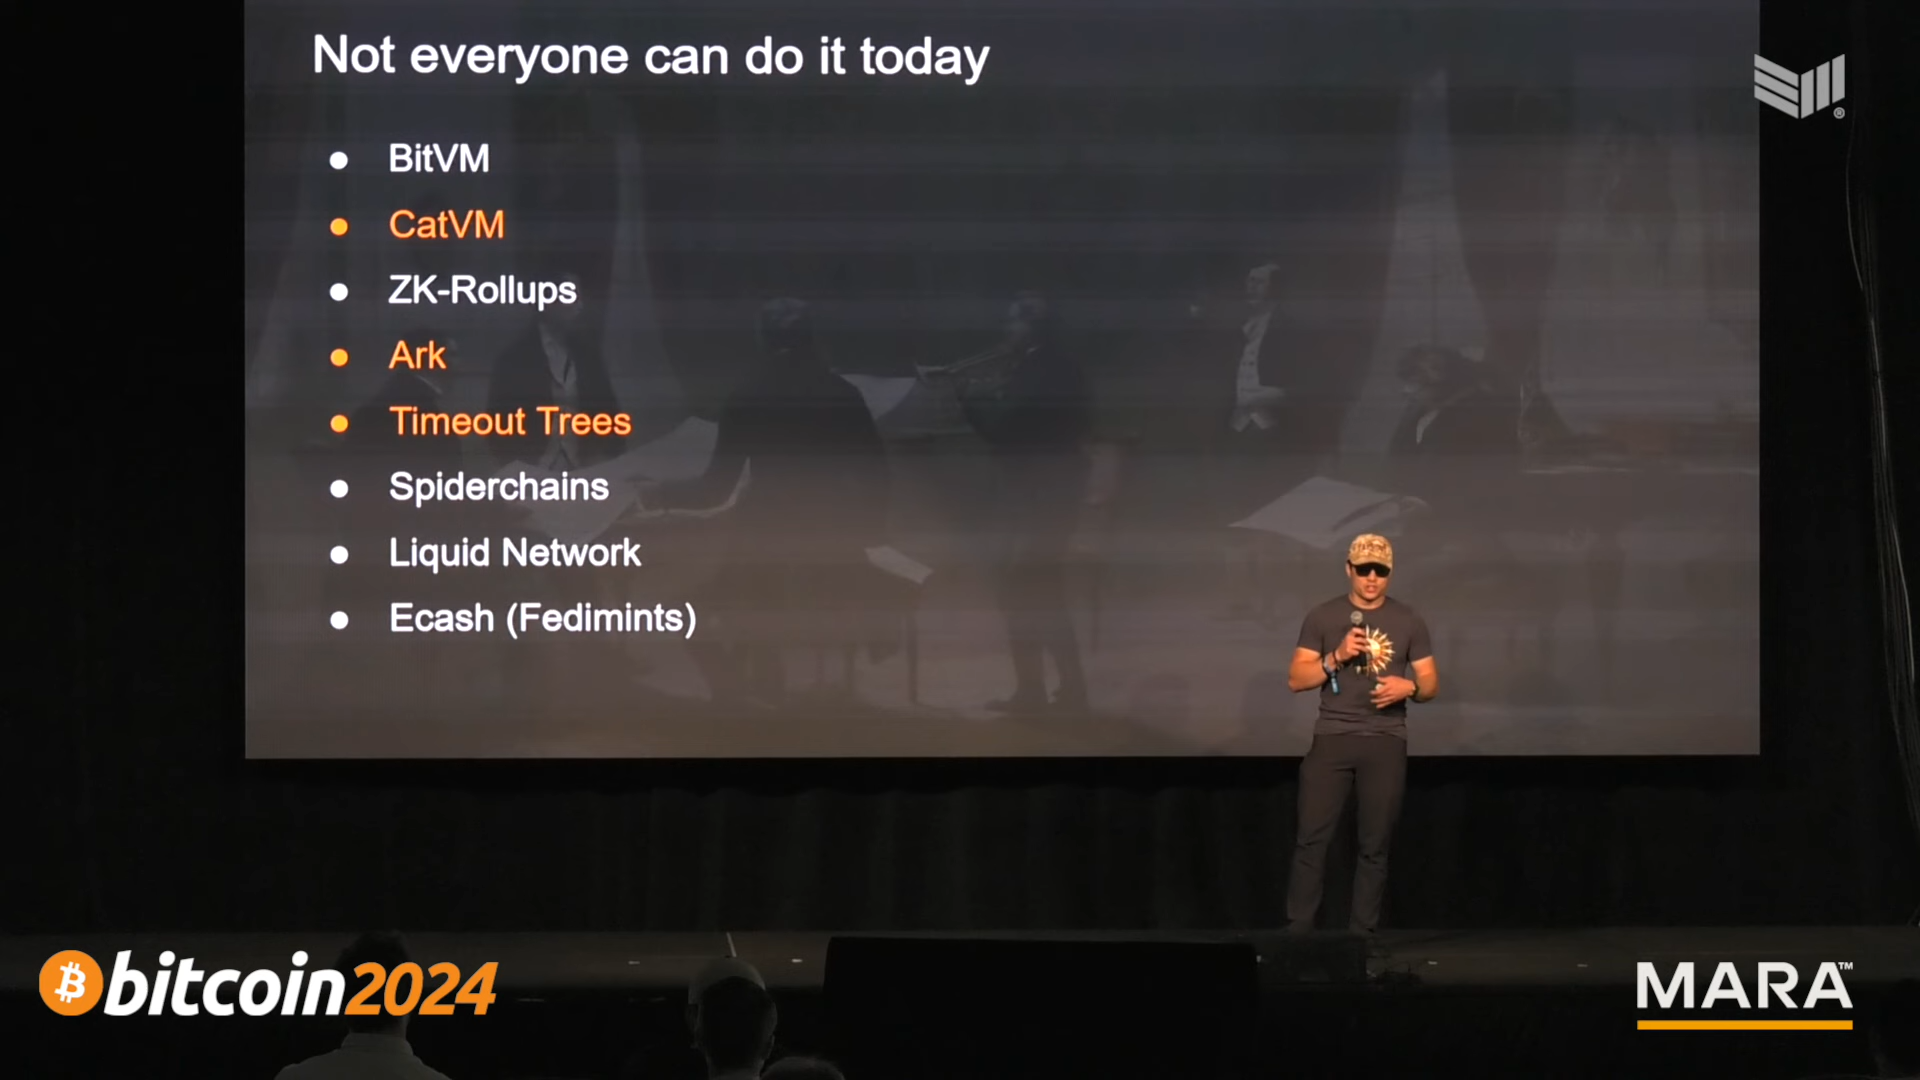 Not everyone can do it today
BitVM
CatVM
ZK-Rollups
Ark
Timeout Trees
Spiderchains
Liquid Network
Ecash (Fedimints)
bitcoin2024
MARA™